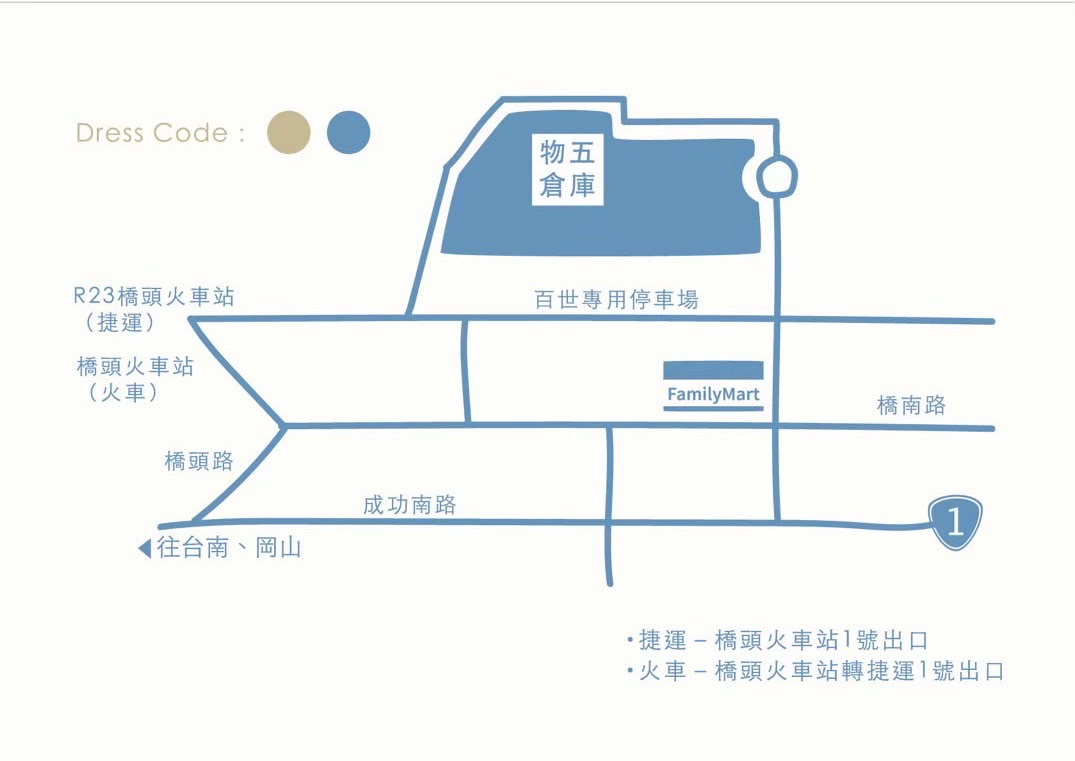 Dress Code :
物五
倉庫
R23橋頭火車站
（捷運）
百世專用停車場
橋頭火車站
（火車）
FamilyMart
橋南路
橋頭路
成功南路
1
往台南、岡山
•捷運 – 橋頭火車站1號出口
•火車 – 橋頭火車站轉捷運1號出口